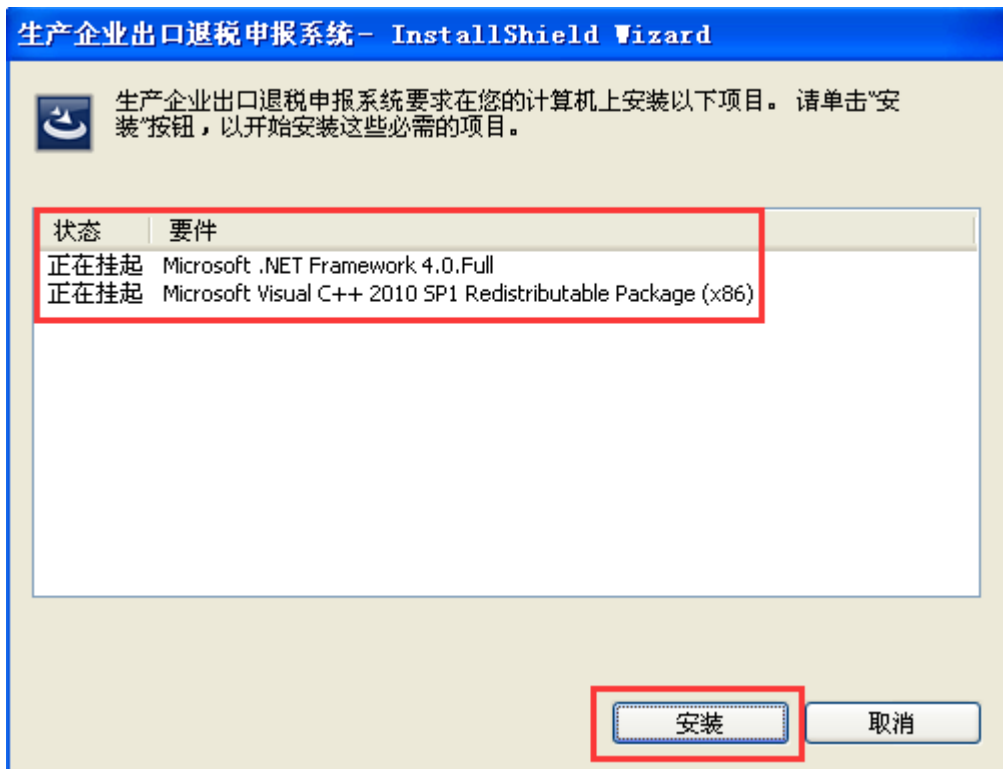 生产企业出口退税申报系统- InstallShield Wizard
生产企业出口退税申报系统要求在您的计算机上安装以下项目。 请单击“安
装”按钮，以开始安装这些必需的项目。
状态 要件
正在挂起 Microsoft .NET Framework 4.0.Full
正在挂起 Microsoft Visual C++ 2010 SP1 Redistributable Package (x86)
安装 取消